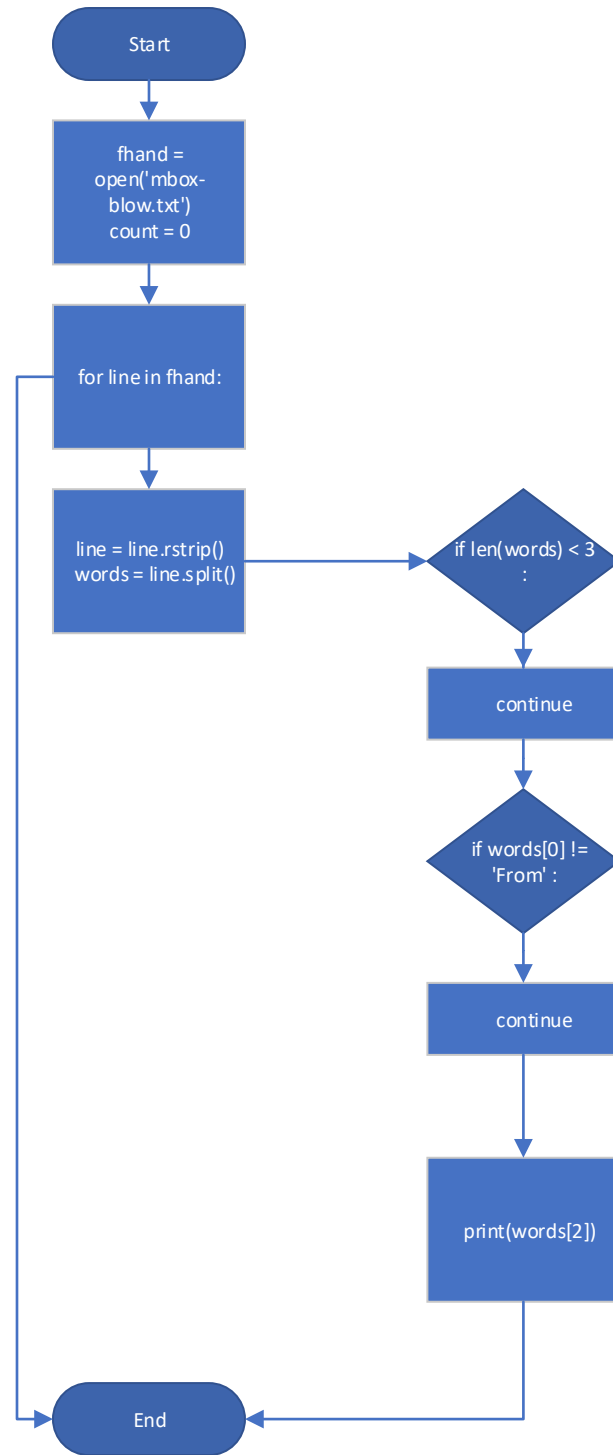 Start
fhand =
open('mbox-
blow.txt')
count = 0
for line in fhand:
line = line.rstrip()
words = line.split()
if len(words) < 3
:
continue
if words[0] !=
'From' :
continue
print(words[2])
End